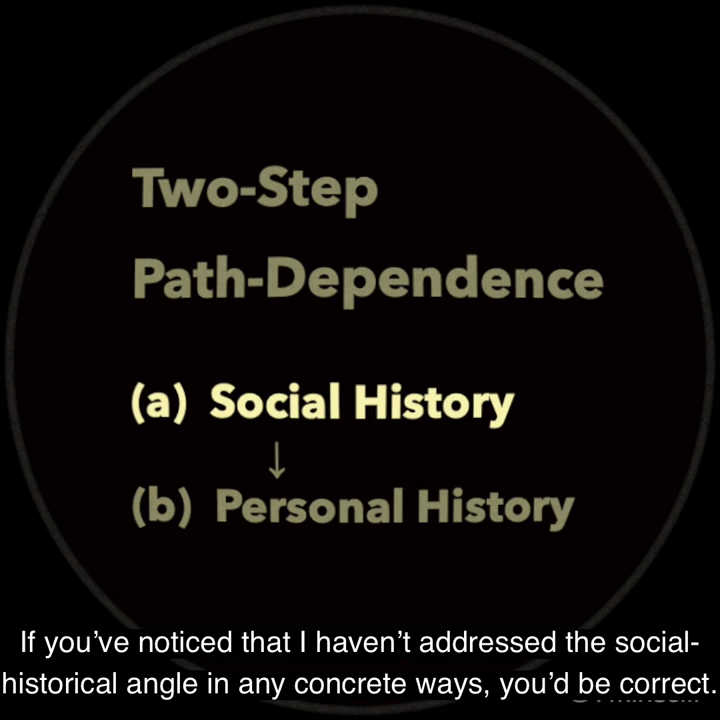 Two-Step
Path-Dependence
(a) Social History
↓
(b) Personal History
If you’ve noticed that I haven’t addressed the social-
historical angle in any concrete ways, you’d be correct.